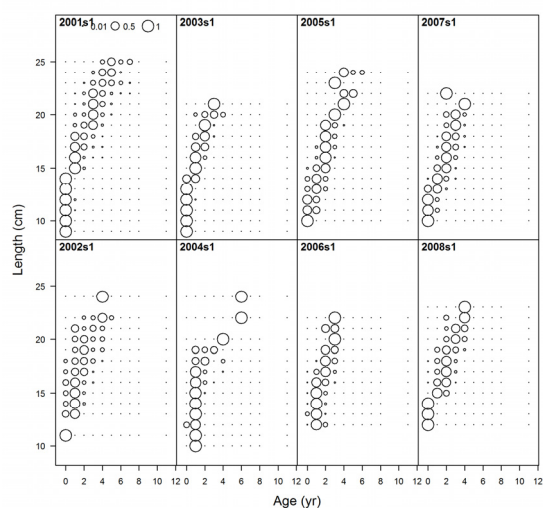 2001s1
0.01 0.5 1
2003s1
2005s1
2007s1
25
20
15
10
Length (cm)
2002s1
2004s1
2006s1
2008s1
25
20
15
10
0 2 4 6 8 10 12 0 2 4 6 8 10 12 0 2 4 6 8 10 12 0 2 4 6 8 10 12
Age (yr)